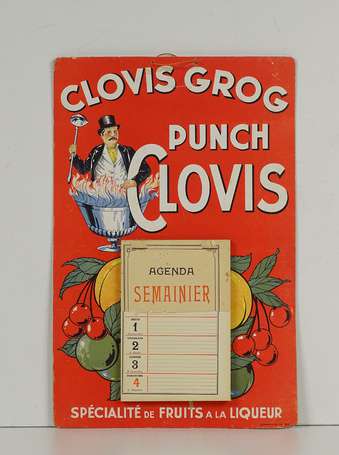 CLOVIS GROG
PUNCH
CLOVIS
AGENDA
SEMAINIER
1
2
3
4
SPÉCIALITÉ DE FRUITS A LA LIQUEUR